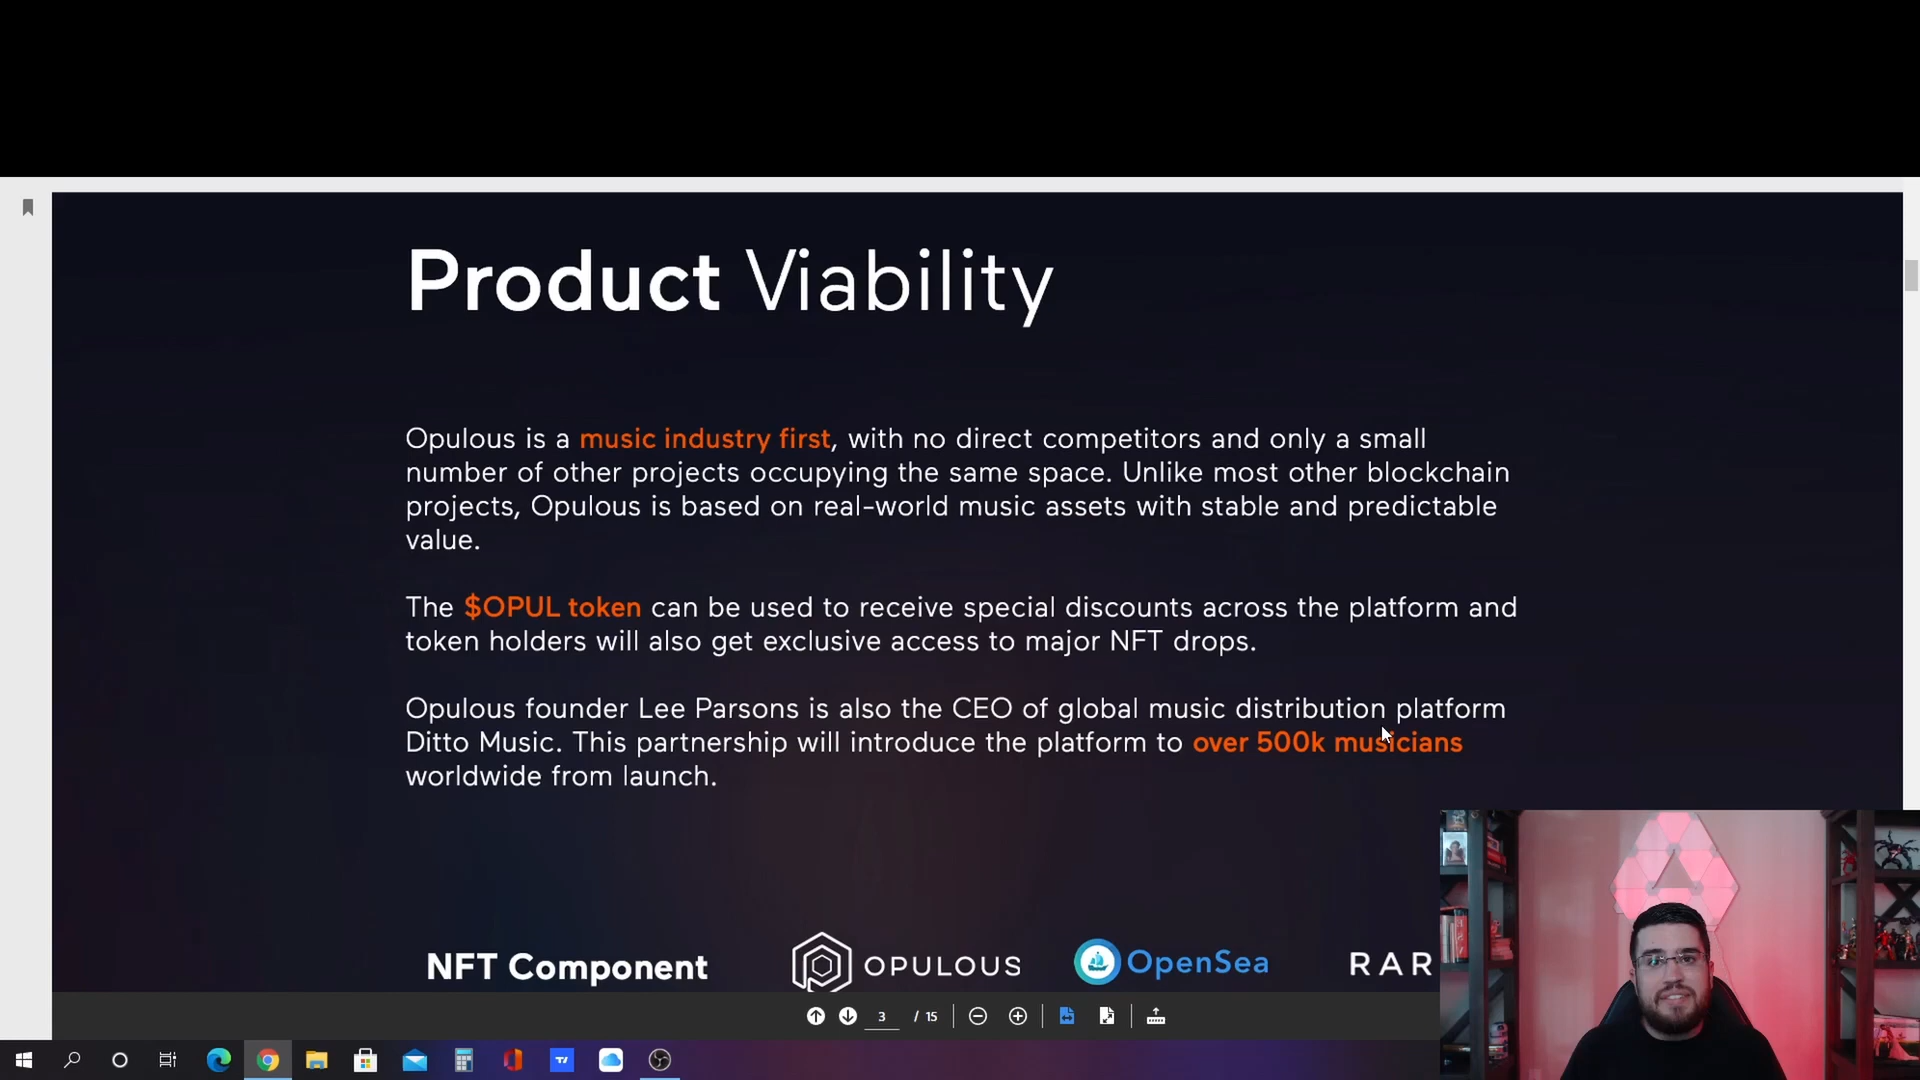 Product Viability
Opulous is a music industry first, with no direct competitors and only a small
number of other projects occupying the same space. Unlike most other blockchain
projects, Opulous is based on real-world music assets with stable and predictable
value.
The $OPUL token can be used to receive special discounts across the platform and
token holders will also get exclusive access to major NFT drops.
Opulous founder Lee Parsons is also the CEO of global music distribution platform
Ditto Music. This partnership will introduce the platform to over 500k musicians
worldwide from launch.
NFT Component OPULOUS OpenSea RAR
3 / 15